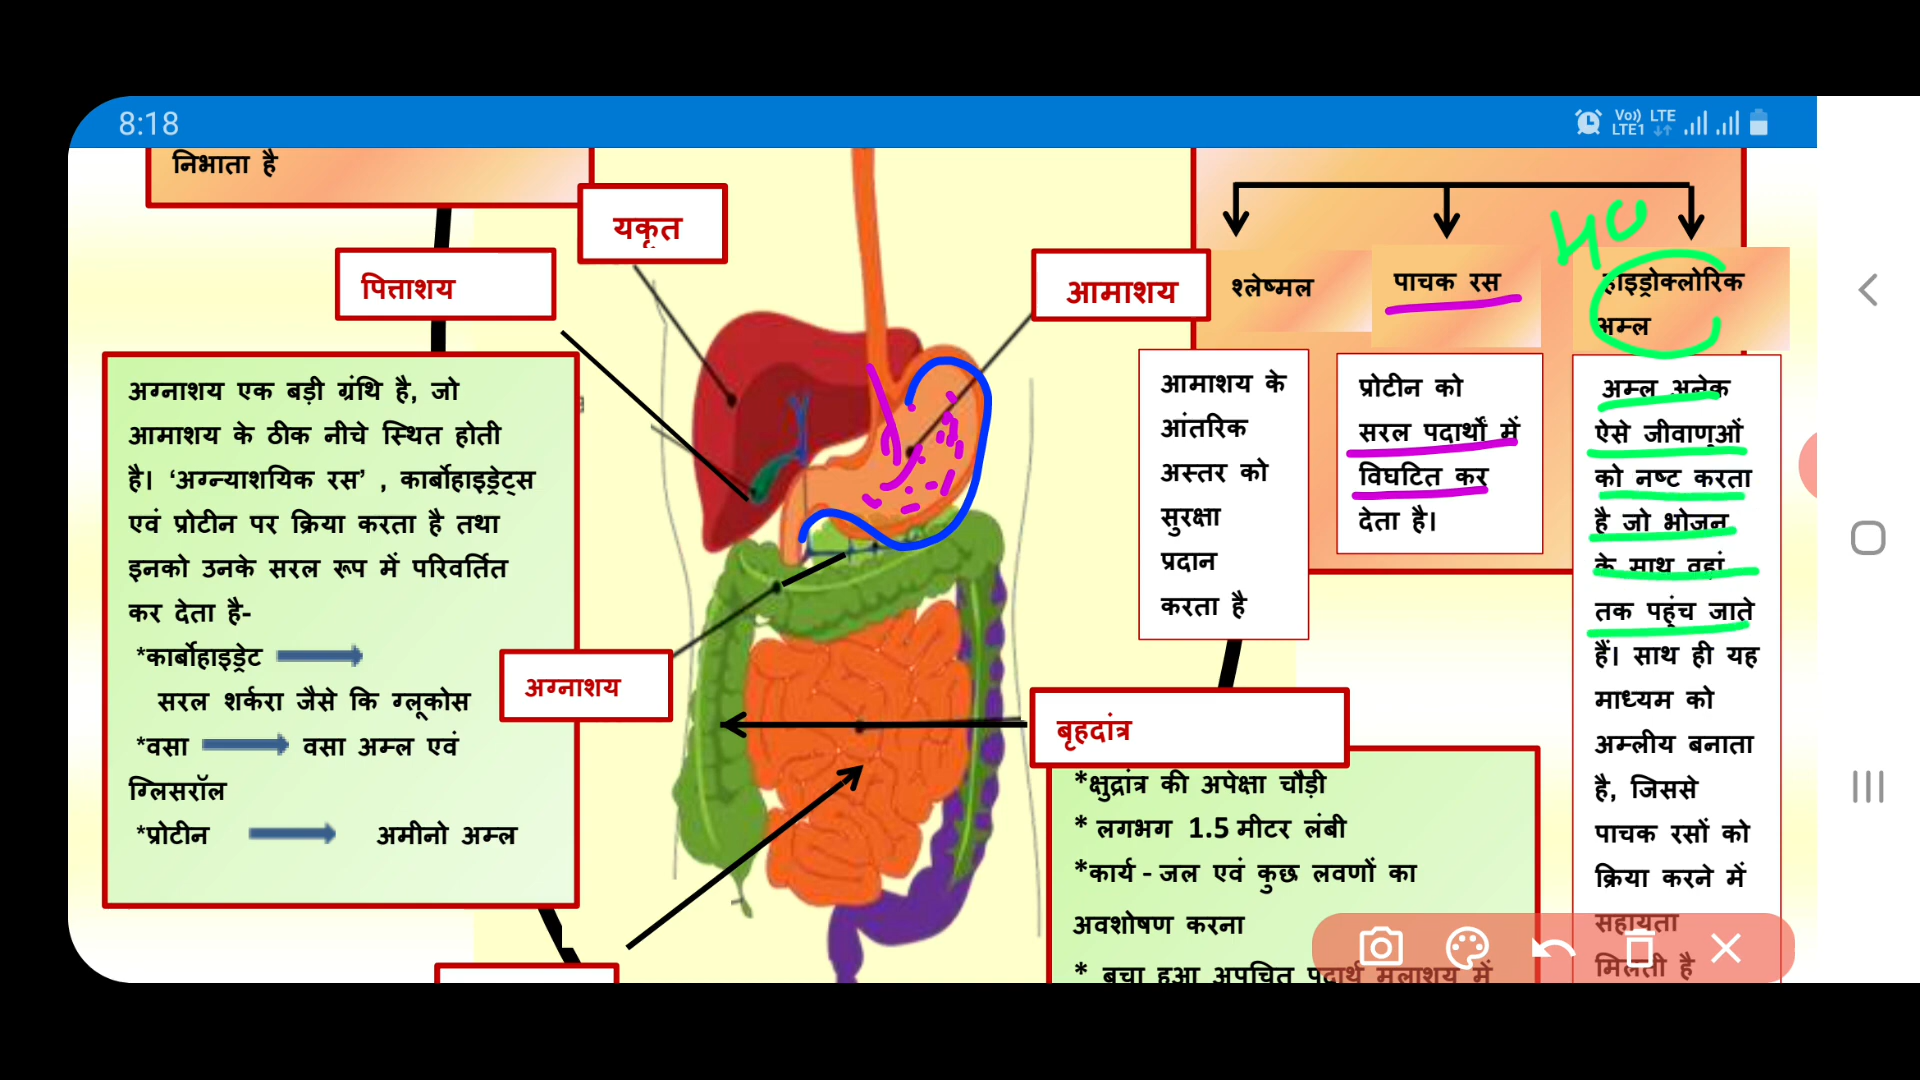 8:18
Vo)) LTE
LTE1
निभाता है
यकृत
पित्ताशय
अग्नाशय एक बड़ी ग्रंथि है, जो
आमाशय के ठीक नीचे स्थित होती
है। ‘अग्न्याशयिक रस’ , कार्बोहाइड्रेट्स
एवं प्रोटीन पर क्रिया करता है तथा
इनको उनके सरल रूप में परिवर्तित
कर देता है-
*कार्बोहाइड्रेट
सरल शर्करा जैसे कि ग्लूकोस
*वसा वसा अम्ल एवं
ग्लिसरॉल
*प्रोटीन अमीनो अम्ल
अग्नाशय
आमाशय
श्लेष्मल
आमाशय के
आंतरिक
अस्तर को
सुरक्षा
प्रदान
करता है
पाचक रस
प्रोटीन को
सरल पदार्थों में
विघटित कर
देता है।
हाइड्रोक्लोरिक
अम्ल
अम्ल अनेक
ऐसे जीवाणुओं
को नष्ट करता
है जो भोजन
के साथ वहां
तक पहुंच जाते
हैं। साथ ही यह
माध्यम को
अम्लीय बनाता
है, जिससे
पाचक रसों को
क्रिया करने में
सहायता
मिलती है
बृहदांत्र
*क्षुद्रांत्र की अपेक्षा चौड़ी
* लगभग 1.5 मीटर लंबी
*कार्य - जल एवं कुछ लवणों का
अवशोषण करना
* बचा हुआ अपचित पदार्थ मलाशय में